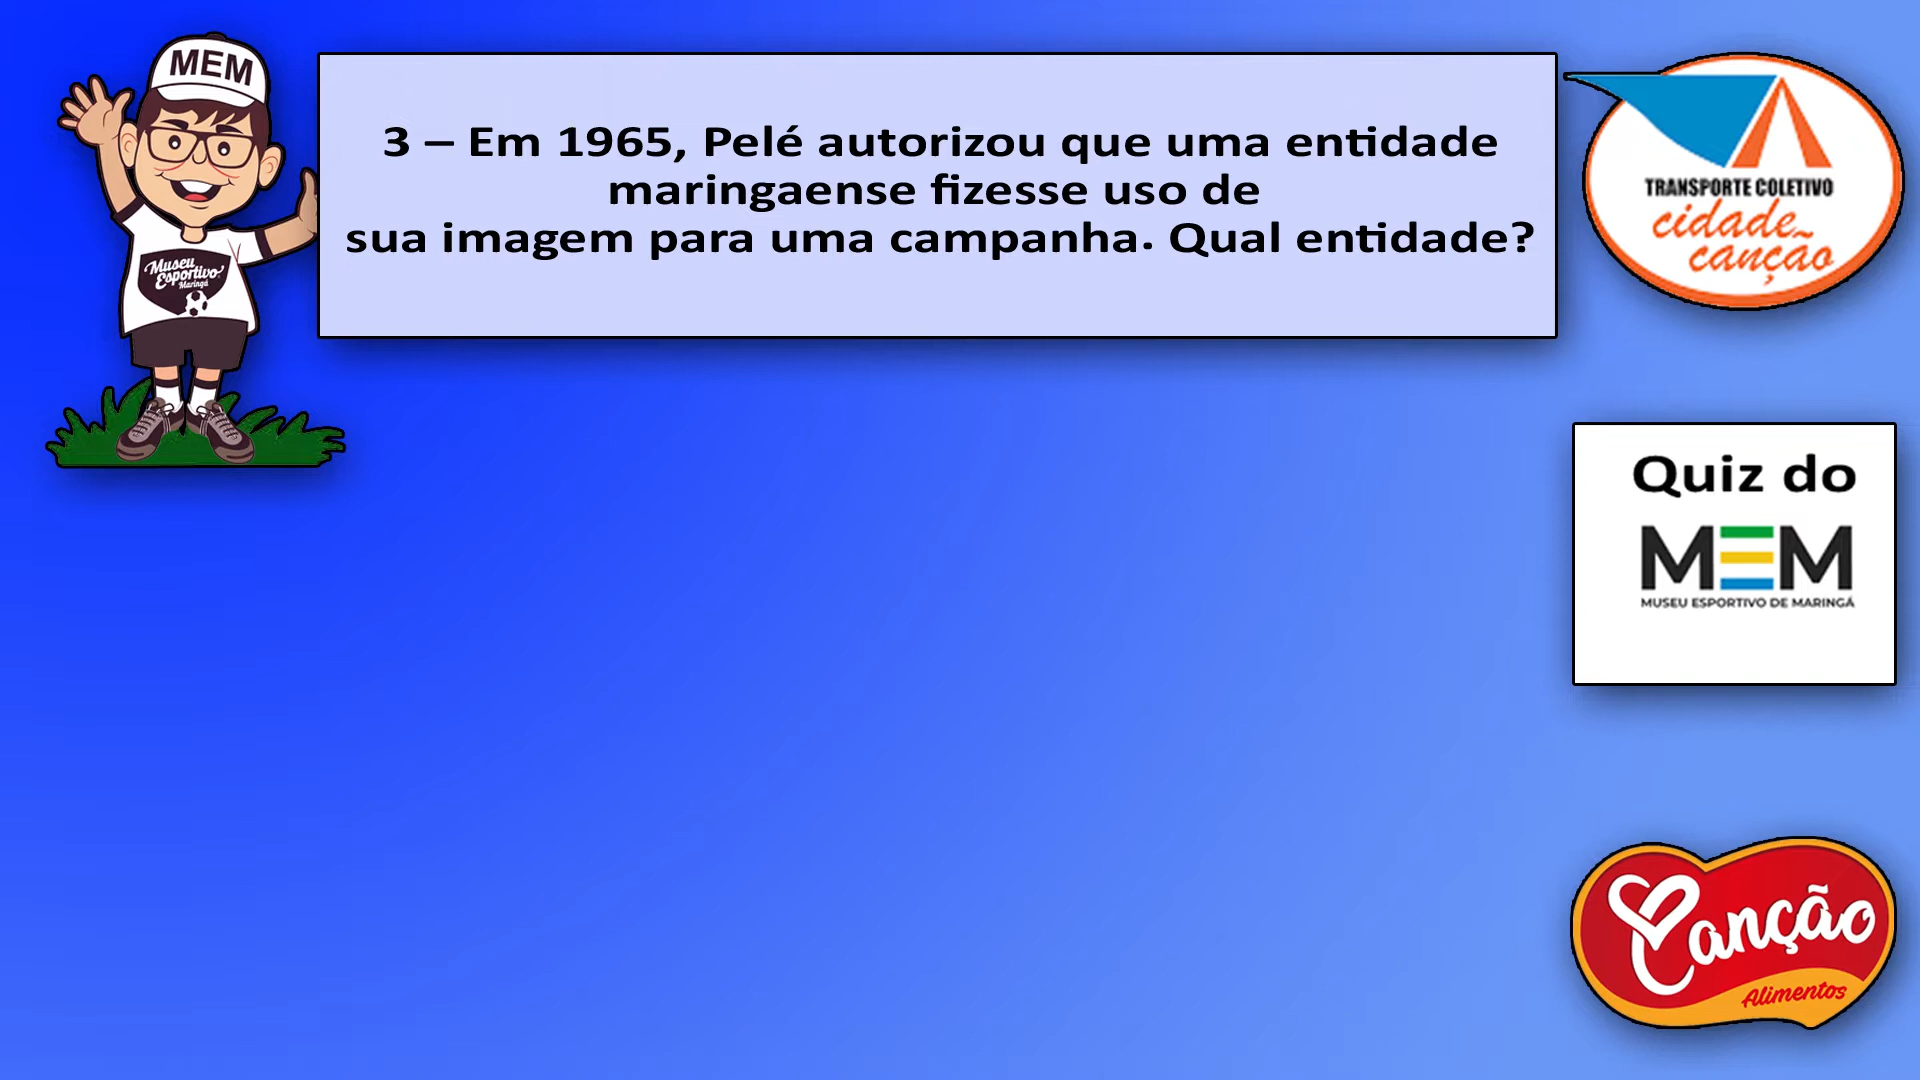 MEM
Museu
Esportivo
Maringá
3 – Em 1965, Pelé autorizou que uma entidade
maringaense fizesse uso de
sua imagem para uma campanha. Qual entidade?
TRANSPORTE COLETIVO
cidade
canção
Quiz do
MEM
MUSEU ESPORTIVO DE MARINGÁ
Canção
Alimentos